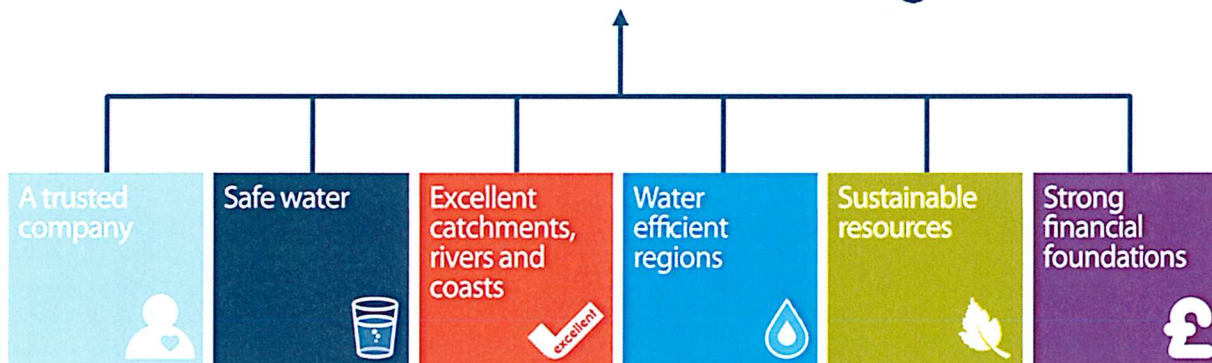 A trusted
company
Safe water
Excellent
catchments,
rivers and
coasts
excellent
Water
efficient
regions
Sustainable
resources
Strong
financial
foundations
£